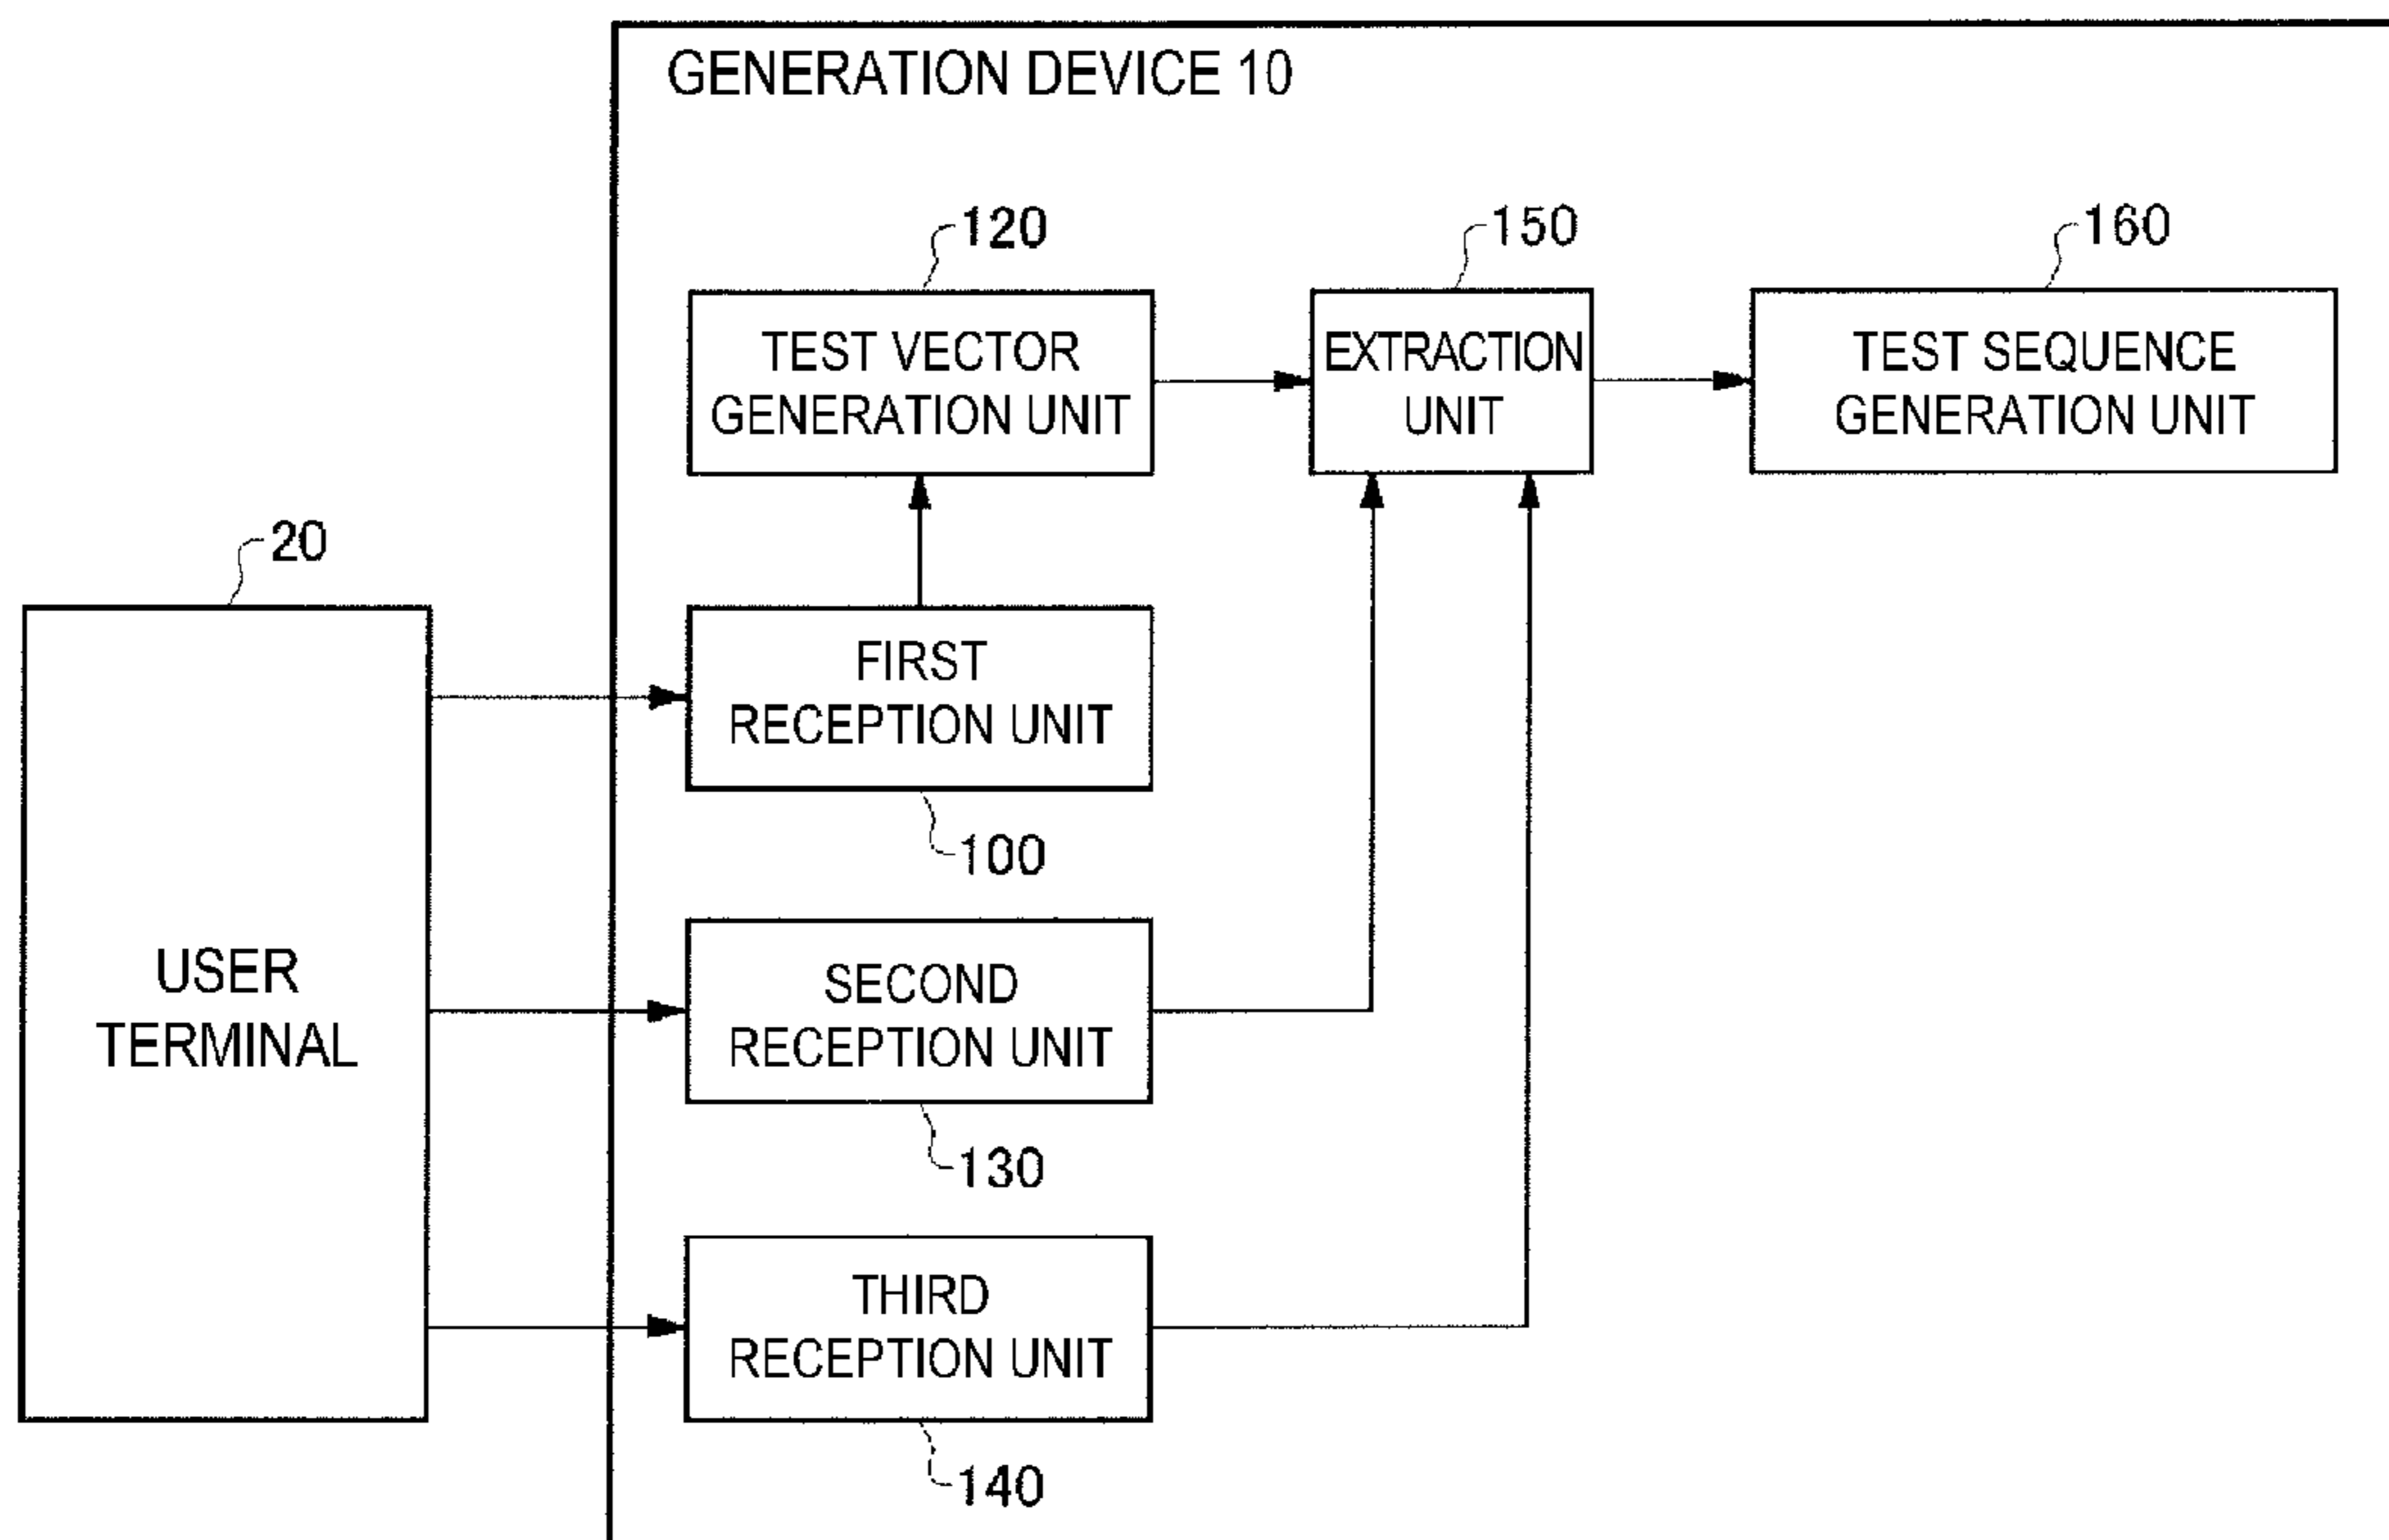 GENERATION DEVICE 10
120
150
160
TEST VECTOR
GENERATION UNIT
EXTRACTION
UNIT
TEST SEQUENCE
GENERATION UNIT
20
USER
TERMINAL
FIRST
RECEPTION UNIT
100
SECOND
RECEPTION UNIT
130
THIRD
RECEPTION UNIT
140